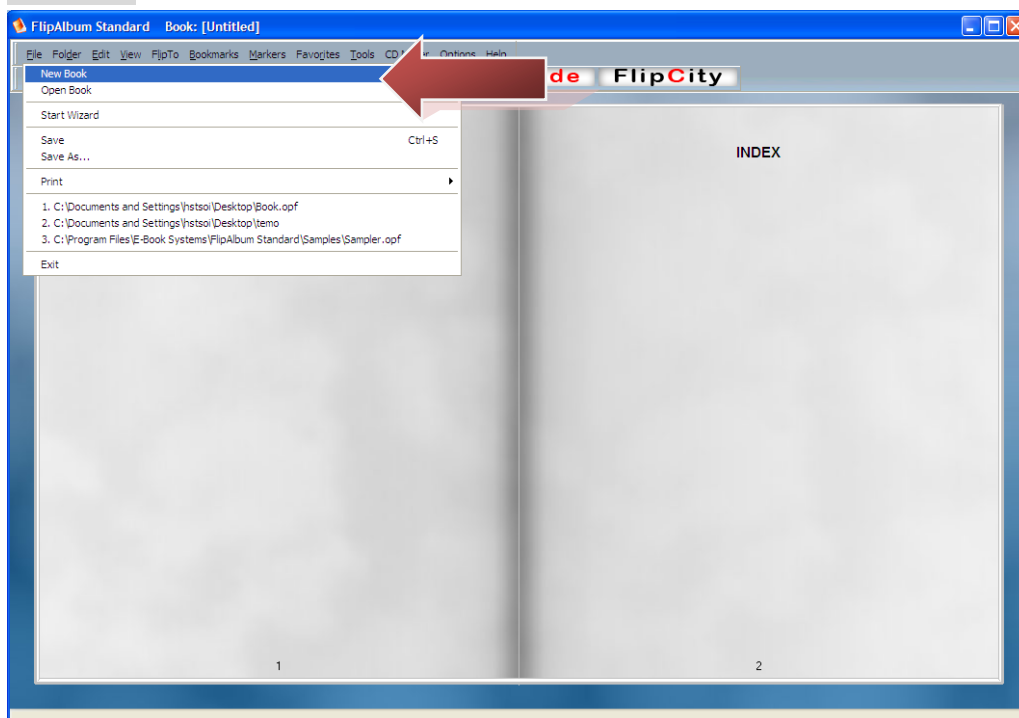 FlipAlbum Standard Book: [Untitled]
File Folder Edit View FlipTo Bookmarks Markers Favorites Tools CD Options Help
de FlipCity
New Book
Open Book
Start Wizard
Save Ctrl+S
Save As...
Print
1. C:\Documents and Settings\hstsoi\Desktop\Book.opf
2. C:\Documents and Settings\hstsoi\Desktop\temo
3. C:\Program Files\E-Book Systems\FlipAlbum Standard\Samples\Sampler.opf
Exit
INDEX
1
2